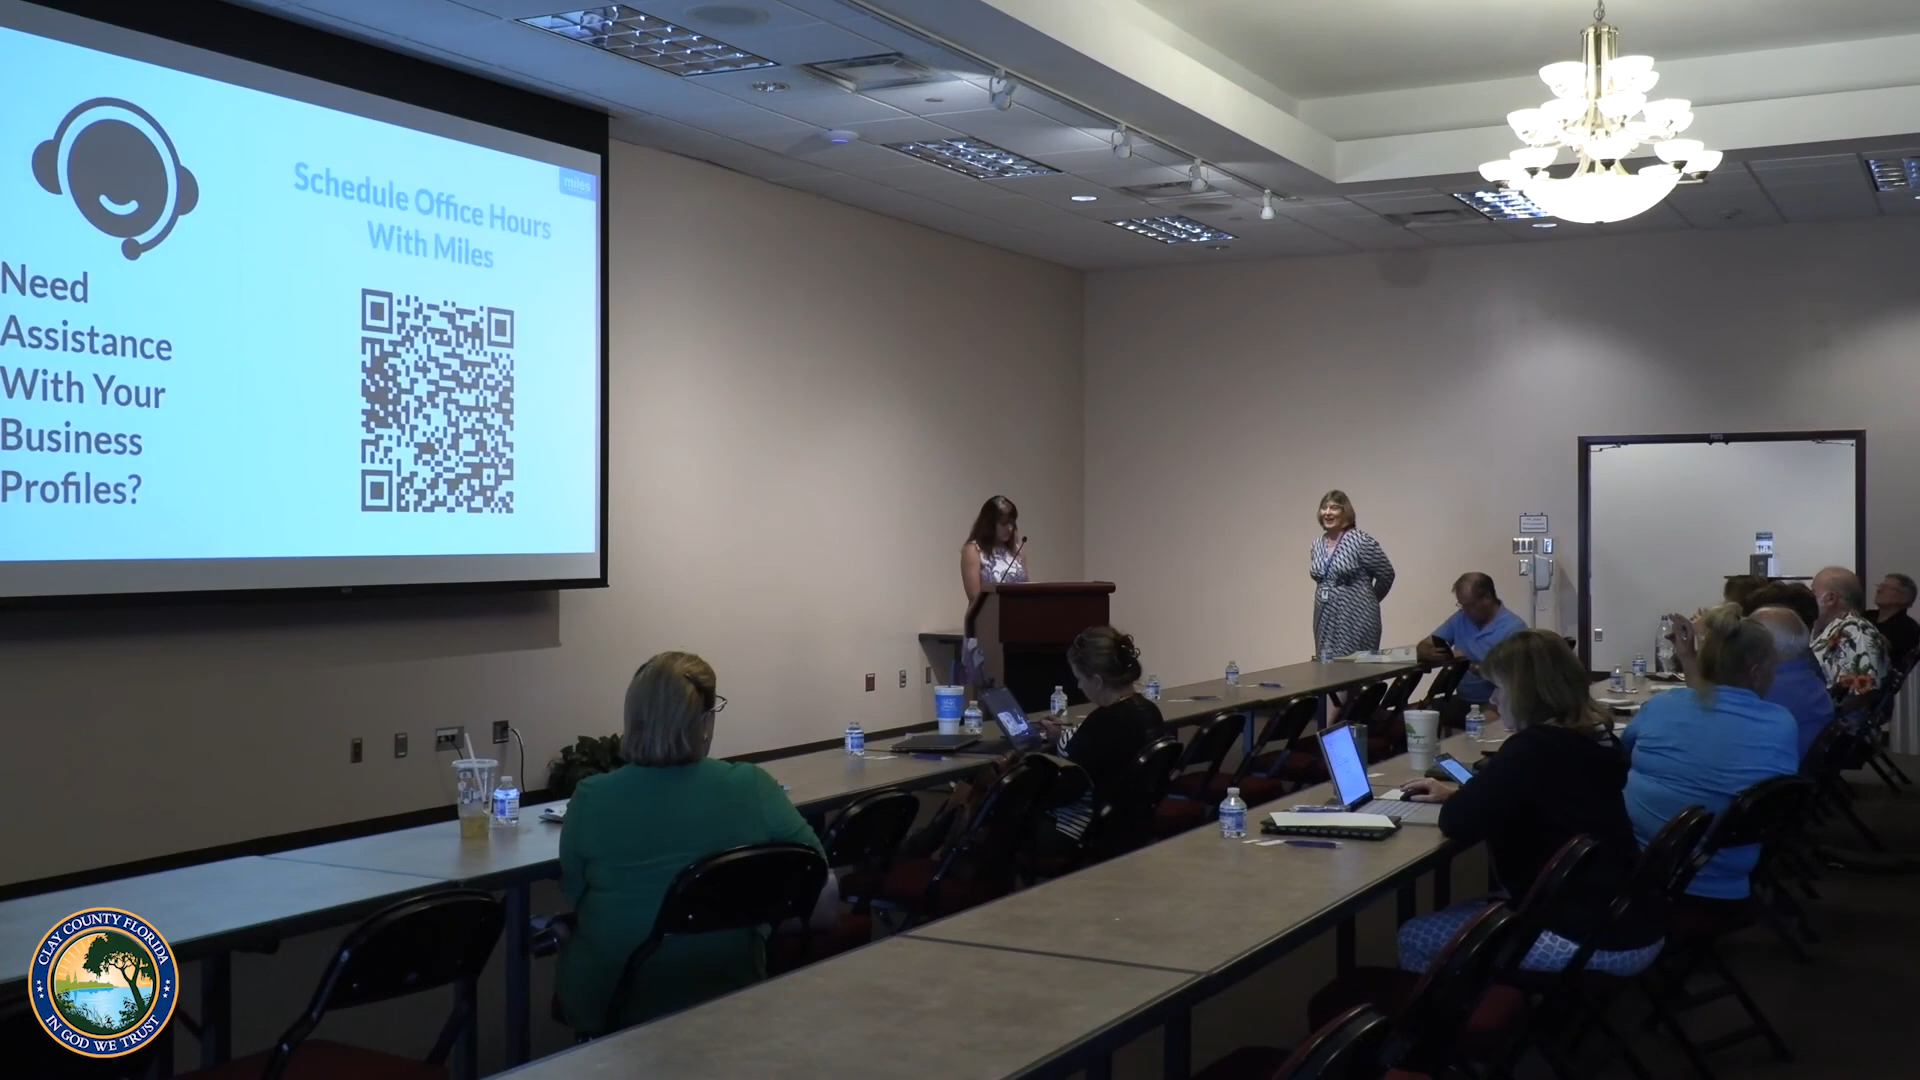 Need
Assistance
With Your
Business
Profiles?
Schedule Office Hours
With Miles
miles
CLAY COUNTY FLORIDA
IN GOD WE TRUST